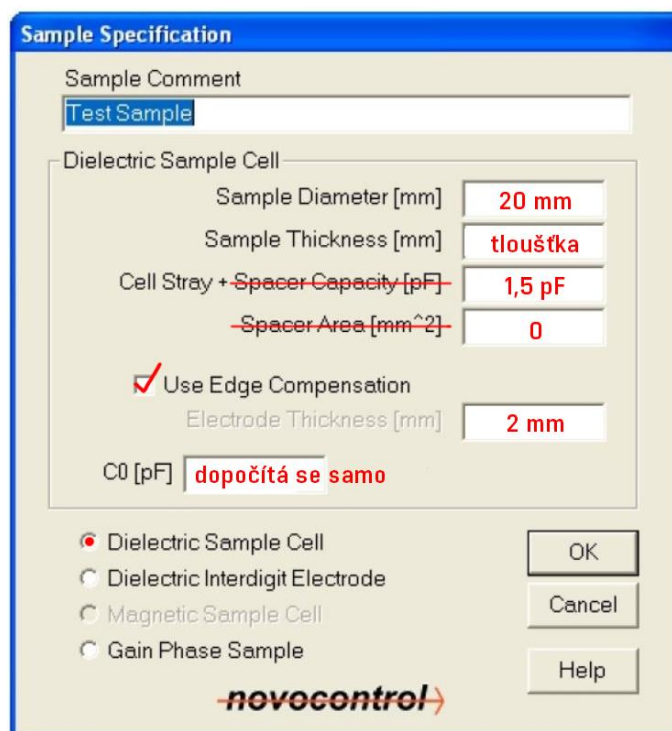 Sample Specification
Sample Comment
Test Sample
Dielectric Sample Cell
Sample Diameter [mm] 20 mm
Sample Thickness [mm] tloušťka
Cell Stray + Spacer Capacity [pF] 1,5 pF
Spacer Area [mm^2] 0
Use Edge Compensation
Electrode Thickness [mm] 2 mm
C0 [pF] dopočítá se samo
Dielectric Sample Cell
OK
Dielectric Interdigit Electrode
Magnetic Sample Cell
Cancel
Gain Phase Sample
Help
novocontrol